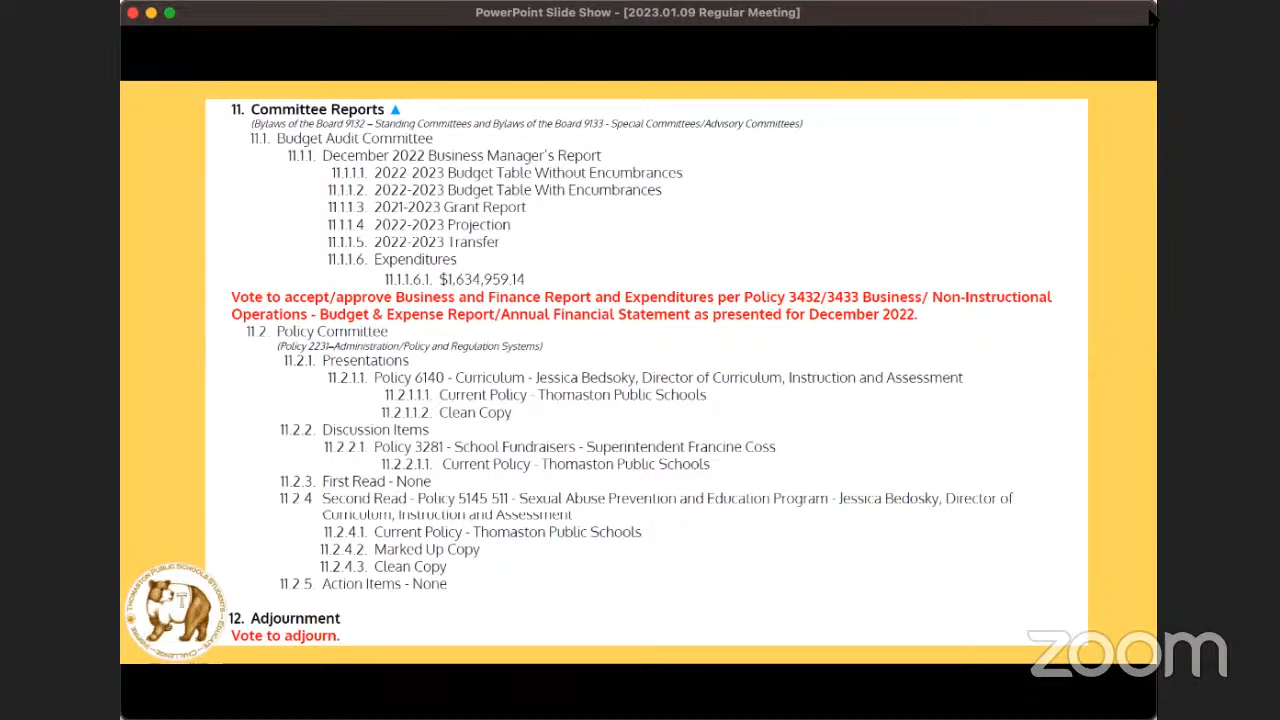 PowerPoint Slide Show - [2023.01.09 Regular Meeting]
11. Committee Reports ▲
(Bylaws of the Board 9132 – Standing Committees and Bylaws of the Board 9133 - Special Committees/Advisory Committees)
11.1. Budget Audit Committee
11.1.1. December 2022 Business Manager's Report
11.1.1.1. 2022-2023 Budget Table Without Encumbrances
11.1.1.2. 2022-2023 Budget Table With Encumbrances
11.1.1.3. 2021-2023 Grant Report
11.1.1.4. 2022-2023 Projection
11.1.1.5. 2022-2023 Transfer
11.1.1.6. Expenditures
11.1.1.6.1. $1,634,959.14
Vote to accept/approve Business and Finance Report and Expenditures per Policy 3432/3433 Business/ Non-Instructional
Operations - Budget & Expense Report/Annual Financial Statement as presented for December 2022.
11.2. Policy Committee
(Policy 2231–Administration/Policy and Regulation Systems)
11.2.1. Presentations
11.2.1.1. Policy 6140 - Curriculum - Jessica Bedsoky, Director of Curriculum, Instruction and Assessment
11.2.1.1.1. Current Policy - Thomaston Public Schools
11.2.1.1.2. Clean Copy
11.2.2. Discussion Items
11.2.2.1. Policy 3281 - School Fundraisers - Superintendent Francine Coss
11.2.2.1.1. Current Policy - Thomaston Public Schools
11.2.3. First Read - None
11.2.4 Second Read - Policy 5145 511 - Sexual Abuse Prevention and Education Program - Jessica Bedosky, Director of
Curriculum, Instruction and Assessment
11.2.4.1. Current Policy - Thomaston Public Schools
11.2.4.2. Marked Up Copy
11.2.4.3. Clean Copy
11.2.5. Action Items - None
12. Adjournment
Vote to adjourn.
THOMASTON PUBLIC SCHOOLS STUDENTS
INSPIRE – CHALLENGE – EDUCATE
T
zoom